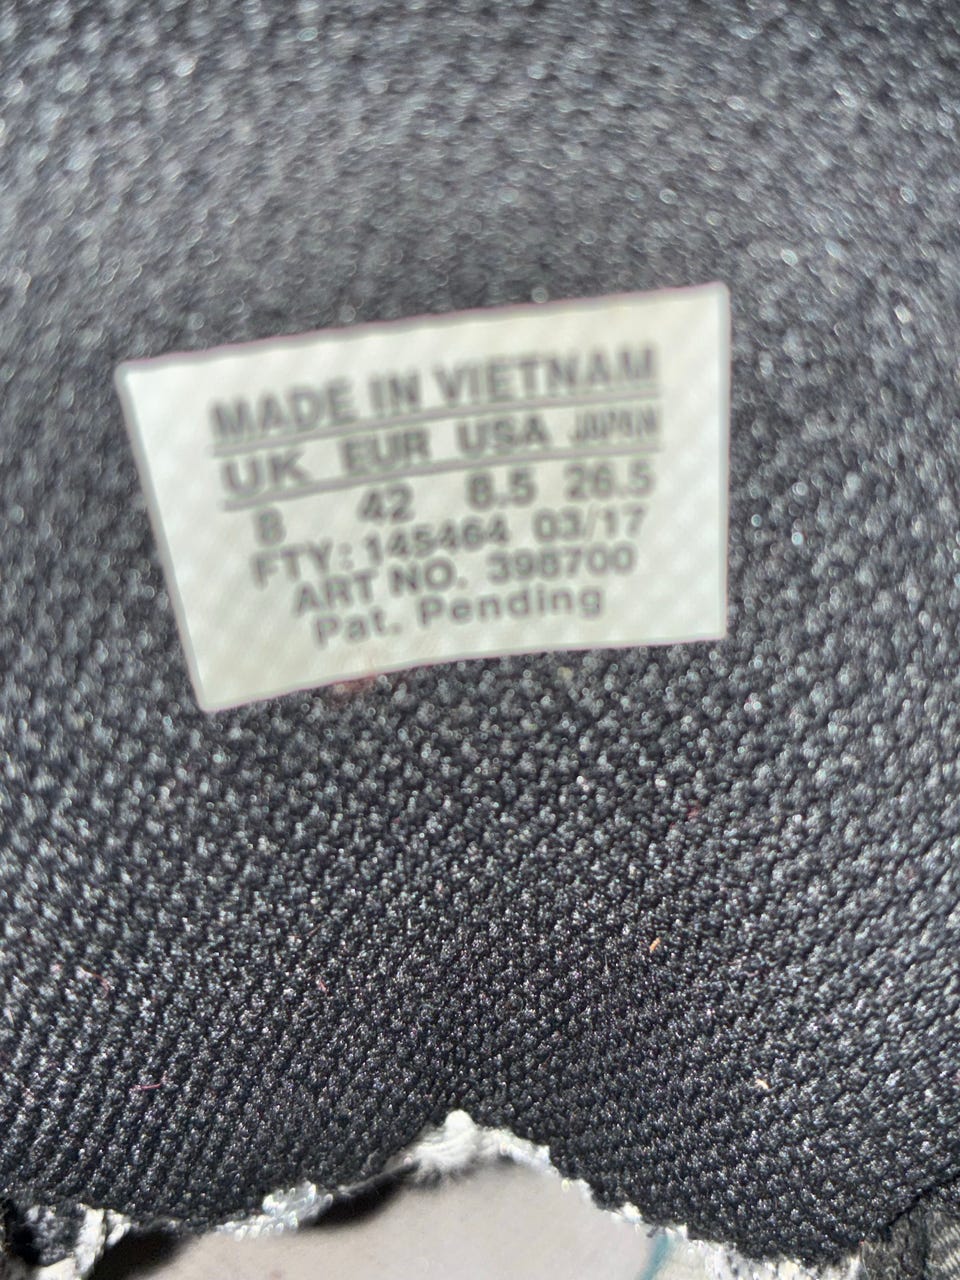 MADE IN VIETNAM
UK EUR USA JAPAN
8 42 8.5 26.5
FTY: 145464 03/17
ART NO. 398700
Pat. Pending